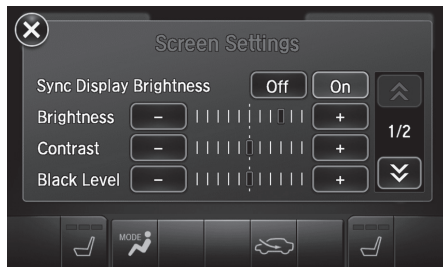 Screen Settings
Sync Display Brightness Off On
Brightness - +
1/2
Contrast - +
Black Level - +
MODE